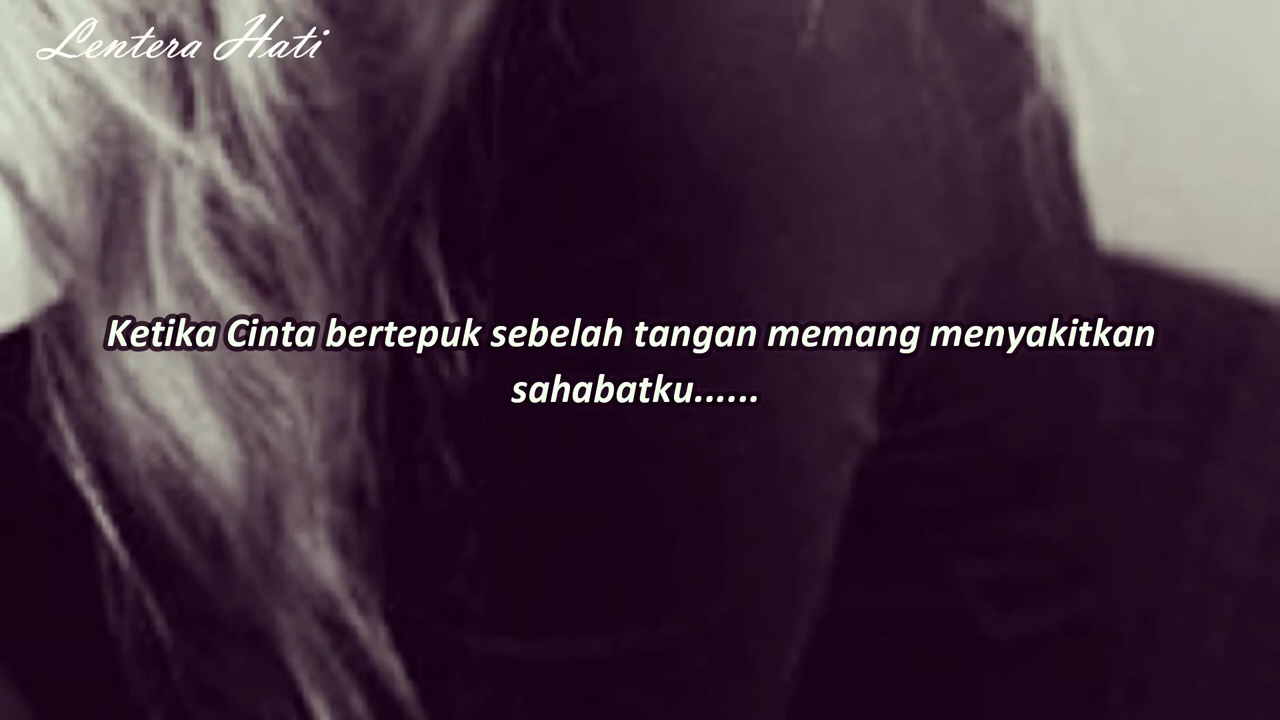 Lentera Hati
Ketika Cinta bertepuk sebelah tangan memang menyakitkan
sahabatku......